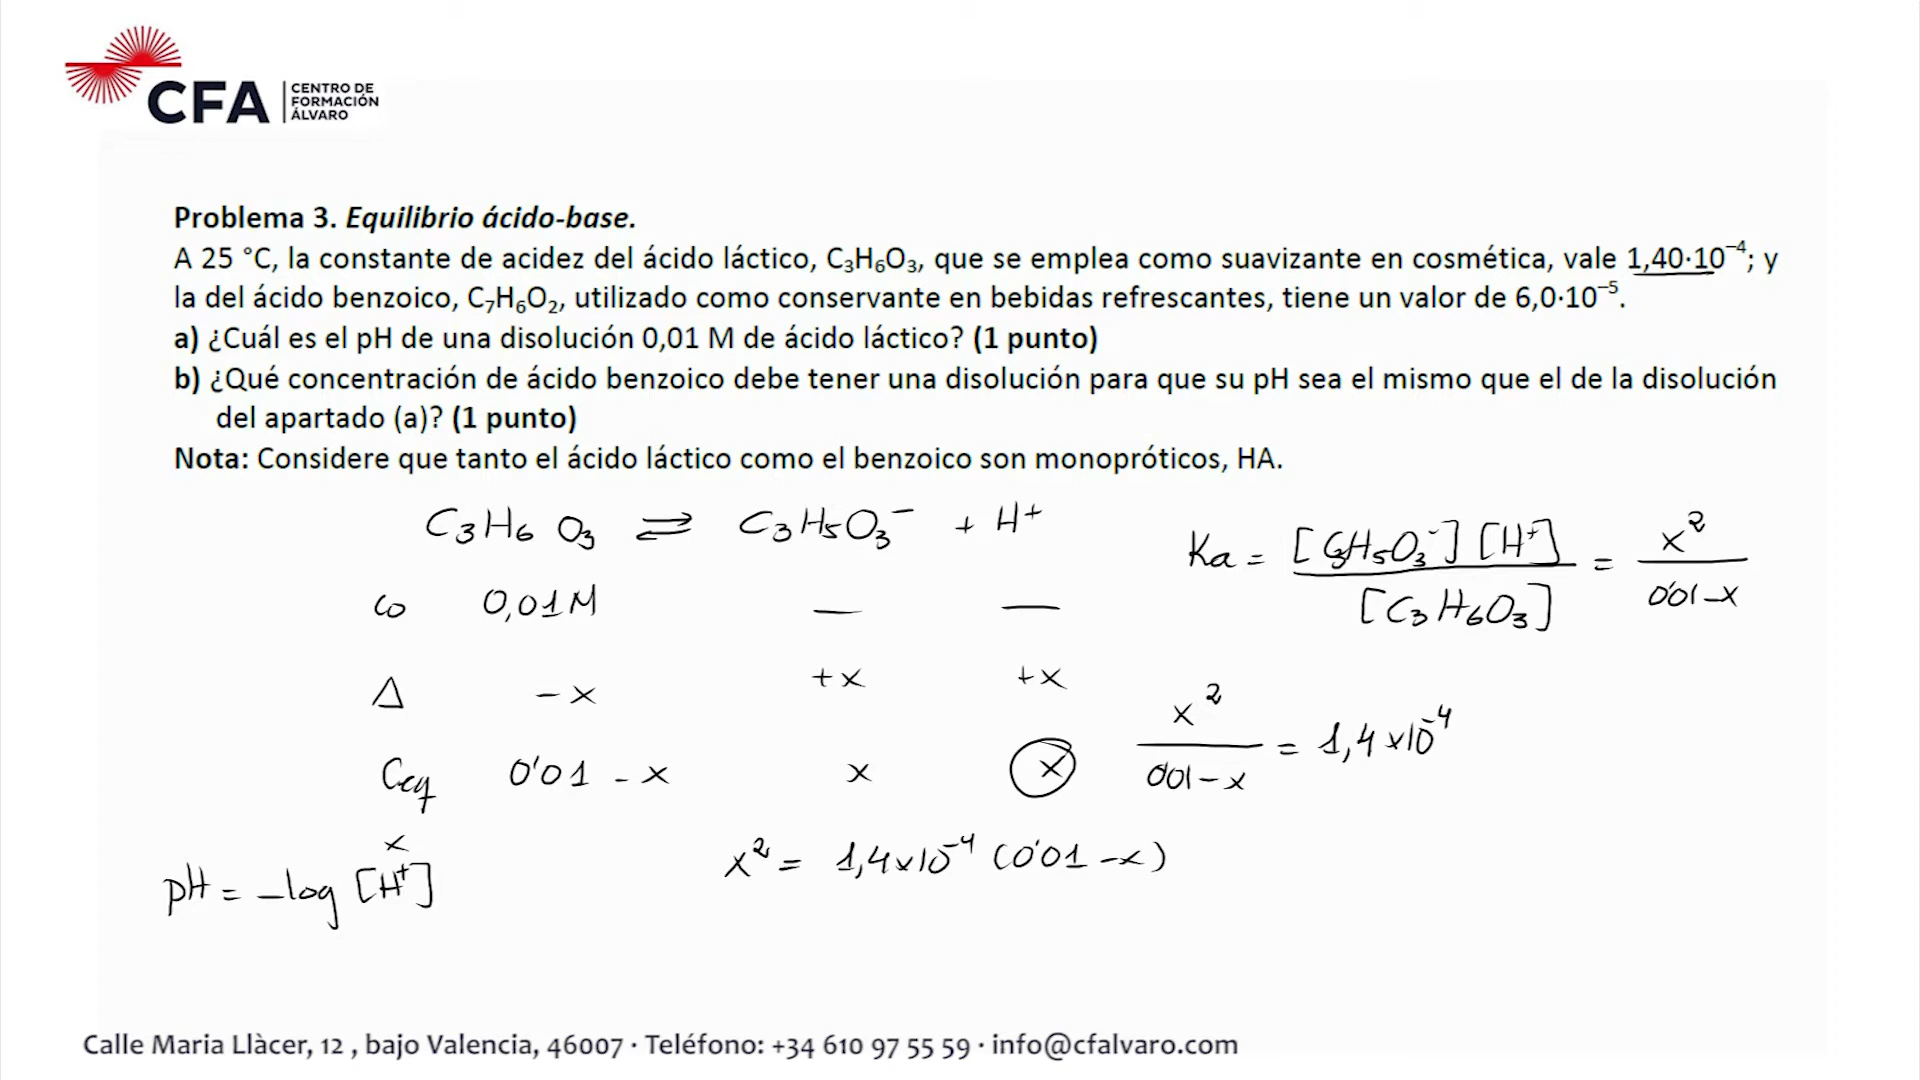 CFA
CENTRO DE
FORMACIÓN
ÁLVARO
Problema 3. Equilibrio ácido-base.
A 25 °C, la constante de acidez del ácido láctico, C₃H₆O₃, que se emplea como suavizante en cosmética, vale 1,40·10⁻⁴; y
la del ácido benzoico, C₇H₆O₂, utilizado como conservante en bebidas refrescantes, tiene un valor de 6,0·10⁻⁵.
a) ¿Cuál es el pH de una disolución 0,01 M de ácido láctico? (1 punto)
b) ¿Qué concentración de ácido benzoico debe tener una disolución para que su pH sea el mismo que el de la disolución
del apartado (a)? (1 punto)
Nota: Considere que tanto el ácido láctico como el benzoico son monopróticos, HA.
C₃H₆O₃ ⇌ C₃H₅O₃⁻ + H⁺
Ka = [C₃H₅O₃⁻] [H⁺] / [C₃H₆O₃] = x² / 0'01-x
co 0,01M — —
Δ -x +x +x
Ceq 0'01 - x x x
x² / 0'01-x = 1,4x10⁻⁴
x
pH = -log [H⁺]
x² = 1,4x10⁻⁴ (0'01 -x)
Calle Maria Llàcer, 12 , bajo Valencia, 46007 · Teléfono: +34 610 97 55 59 · info@cfalvaro.com